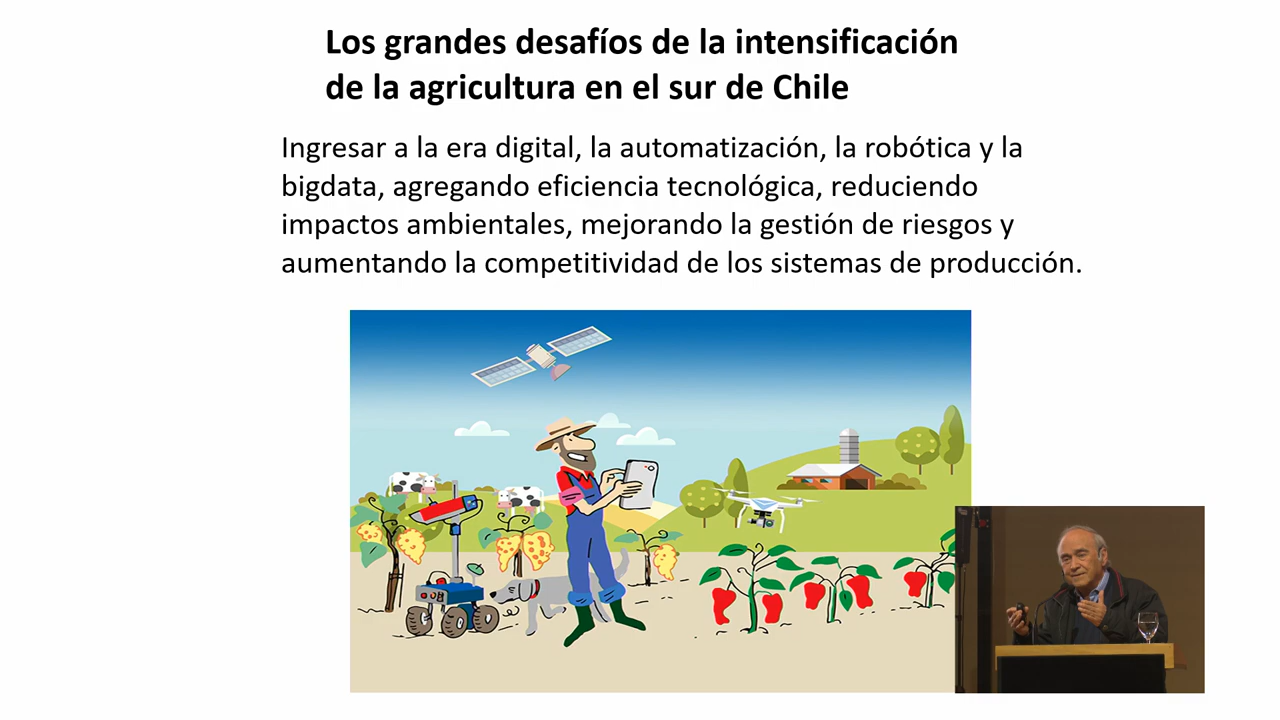 Los grandes desafíos de la intensificación
de la agricultura en el sur de Chile
Ingresar a la era digital, la automatización, la robótica y la
bigdata, agregando eficiencia tecnológica, reduciendo
impactos ambientales, mejorando la gestión de riesgos y
aumentando la competitividad de los sistemas de producción.